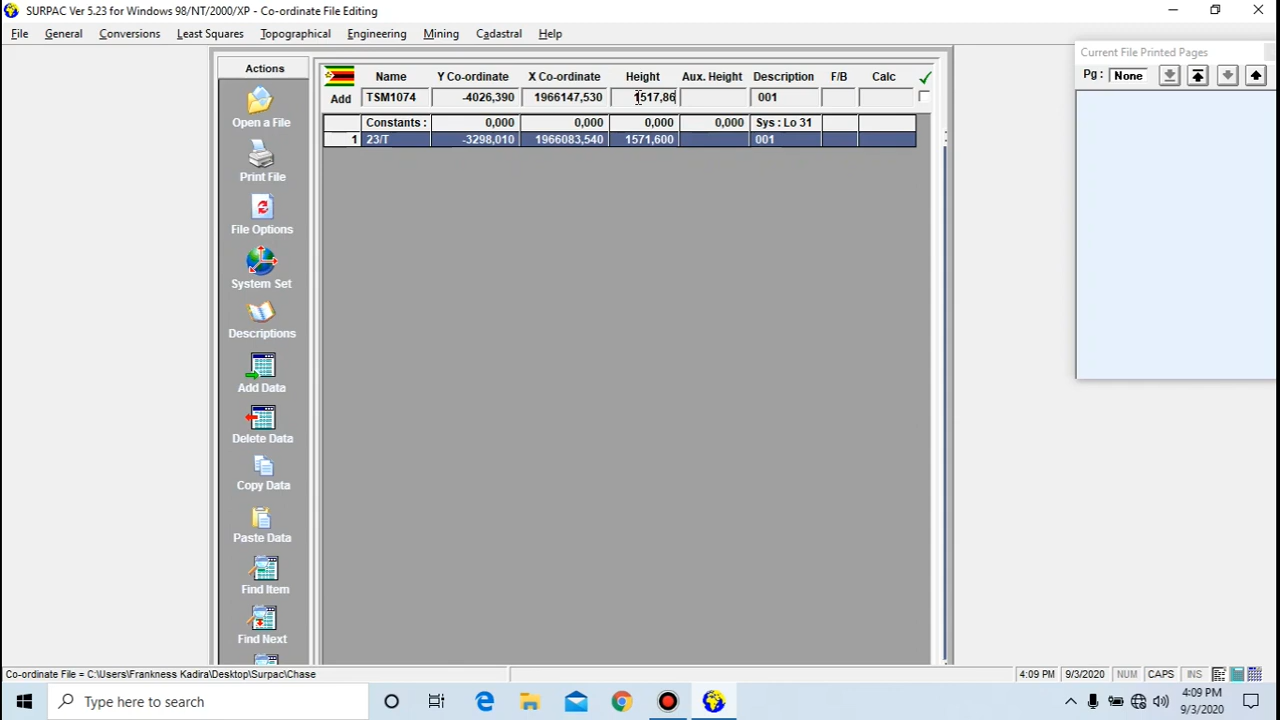 SURPAC Ver 5.23 for Windows 98/NT/2000/XP - Co-ordinate File Editing
File General Conversions Least Squares Topographical Engineering Mining Cadastral Help
Actions
Open a File
Print File
File Options
System Set
Descriptions
Add Data
Delete Data
Copy Data
Paste Data
Find Item
Find Next
Name Y Co-ordinate X Co-ordinate Height Aux. Height Description F/B Calc
Add TSM1074 -4026,390 1966147,530 1517,86 001
Constants : 0,000 0,000 0,000 0,000 Sys : Lo 31
1 23/T -3298,010 1966083,540 1571,600 001
Current File Printed Pages
Pg : None
Co-ordinate File = C:\Users\Frankness Kadira\Desktop\Surpac\Chase
4:09 PM 9/3/2020 NUM CAPS INS
Type here to search
4:09 PM
9/3/2020